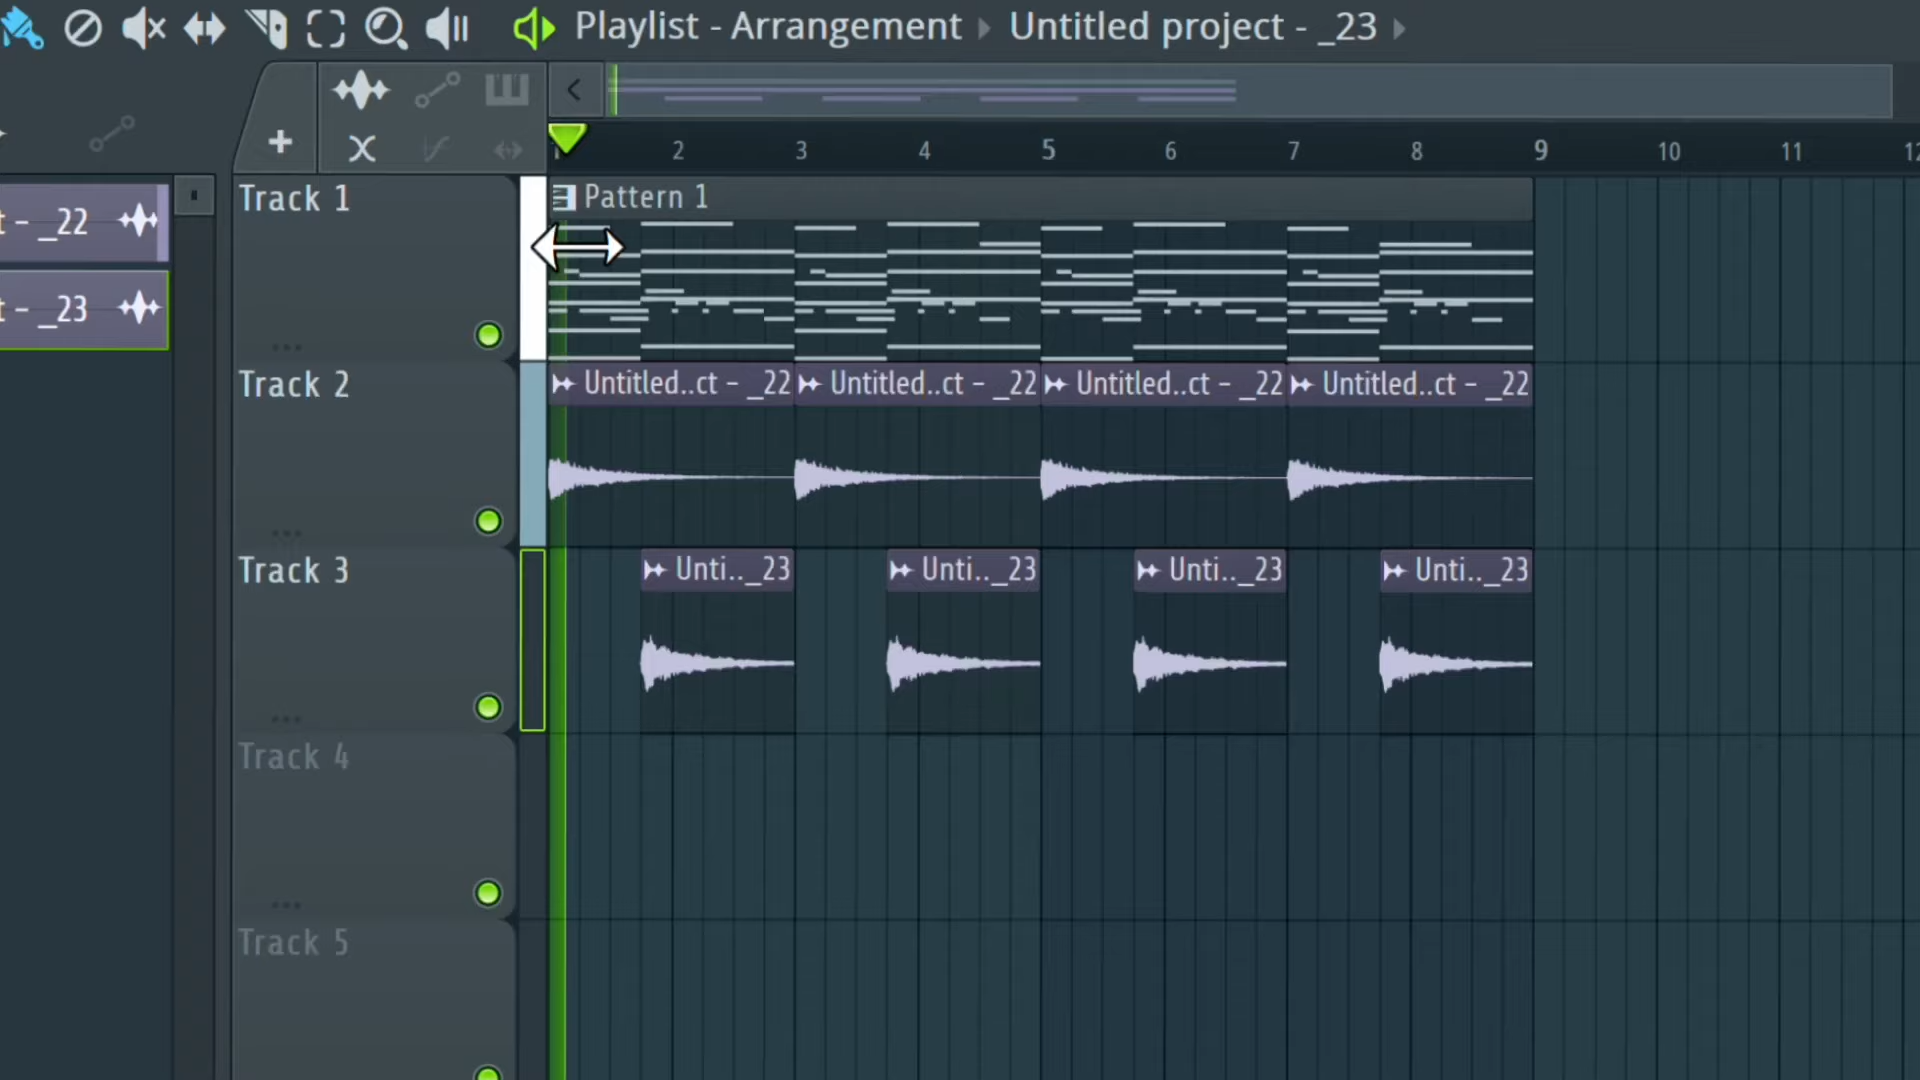 Playlist - Arrangement ▸ Untitled project - _23 ▸
1 2 3 4 5 6 7 8 9 10 11 12
t - _22
t - _23
Track 1
Pattern 1
Track 2
Untitled..ct - _22 Untitled..ct - _22 Untitled..ct - _22 Untitled..ct - _22
Track 3
Unti.._23 Unti.._23 Unti.._23 Unti.._23
Track 4
Track 5